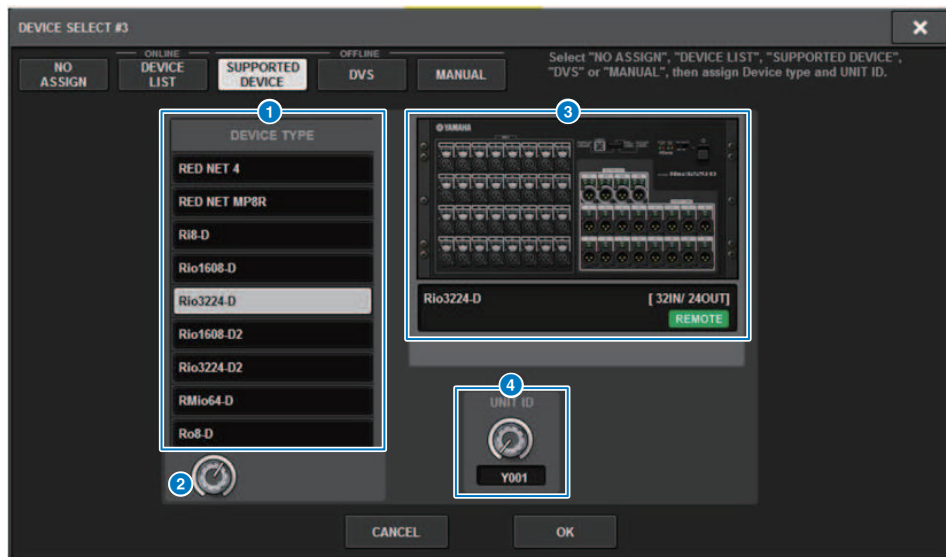 DEVICE SELECT #3
ONLINE
OFFLINE
NO ASSIGN
DEVICE LIST
SUPPORTED DEVICE
DVS
MANUAL
Select "NO ASSIGN", "DEVICE LIST", "SUPPORTED DEVICE",
"DVS" or "MANUAL", then assign Device type and UNIT ID.
1
3
DEVICE TYPE
YAMAHA
RED NET 4
RED NET MP8R
Ri8-D
Rio1608-D
Rio3224-D
Rio1608-D2
Rio3224-D2
RMio64-D
Ro8-D
2
Rio3224-D
[ 32IN/ 24OUT]
REMOTE
4
UNIT ID
Y001
CANCEL
OK